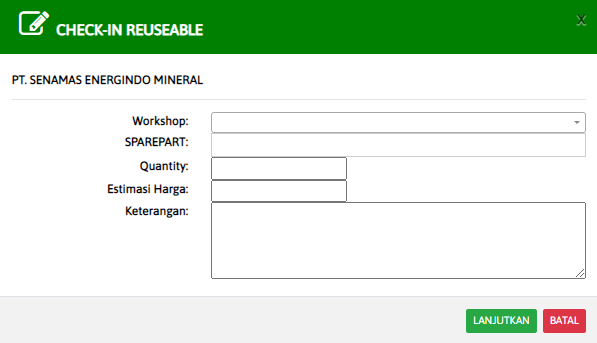 CHECK-IN REUSEABLE
x
PT. SENAMAS ENERGINDO MINERAL
Workshop:
SPAREPART:
Quantity:
Estimasi Harga:
Keterangan:
LANJUTKAN BATAL